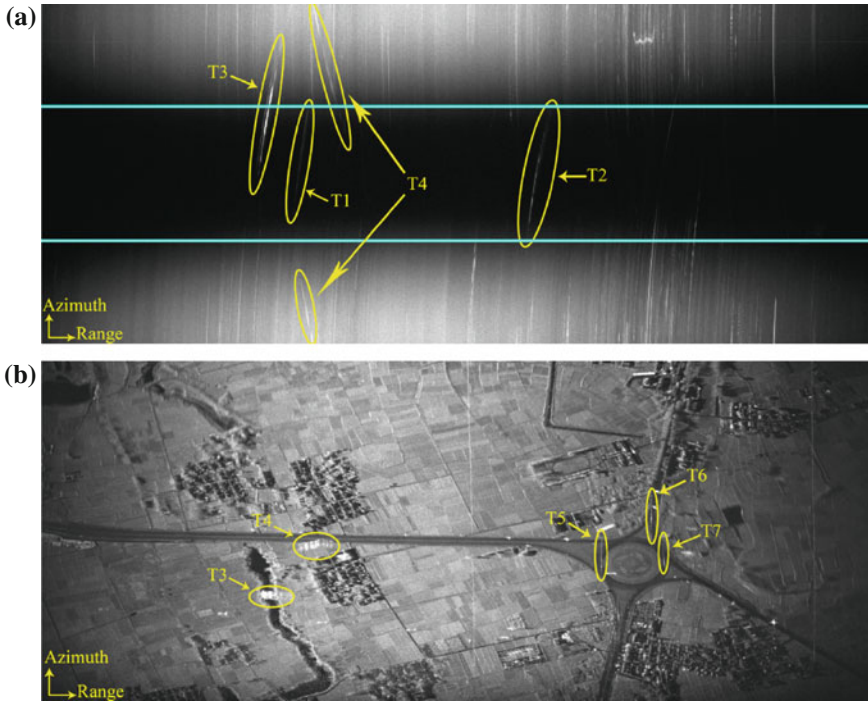 (a)
T3
T1
T4
T2
Azimuth
Range
(b)
T6
T5
T7
T4
T3
Azimuth
Range